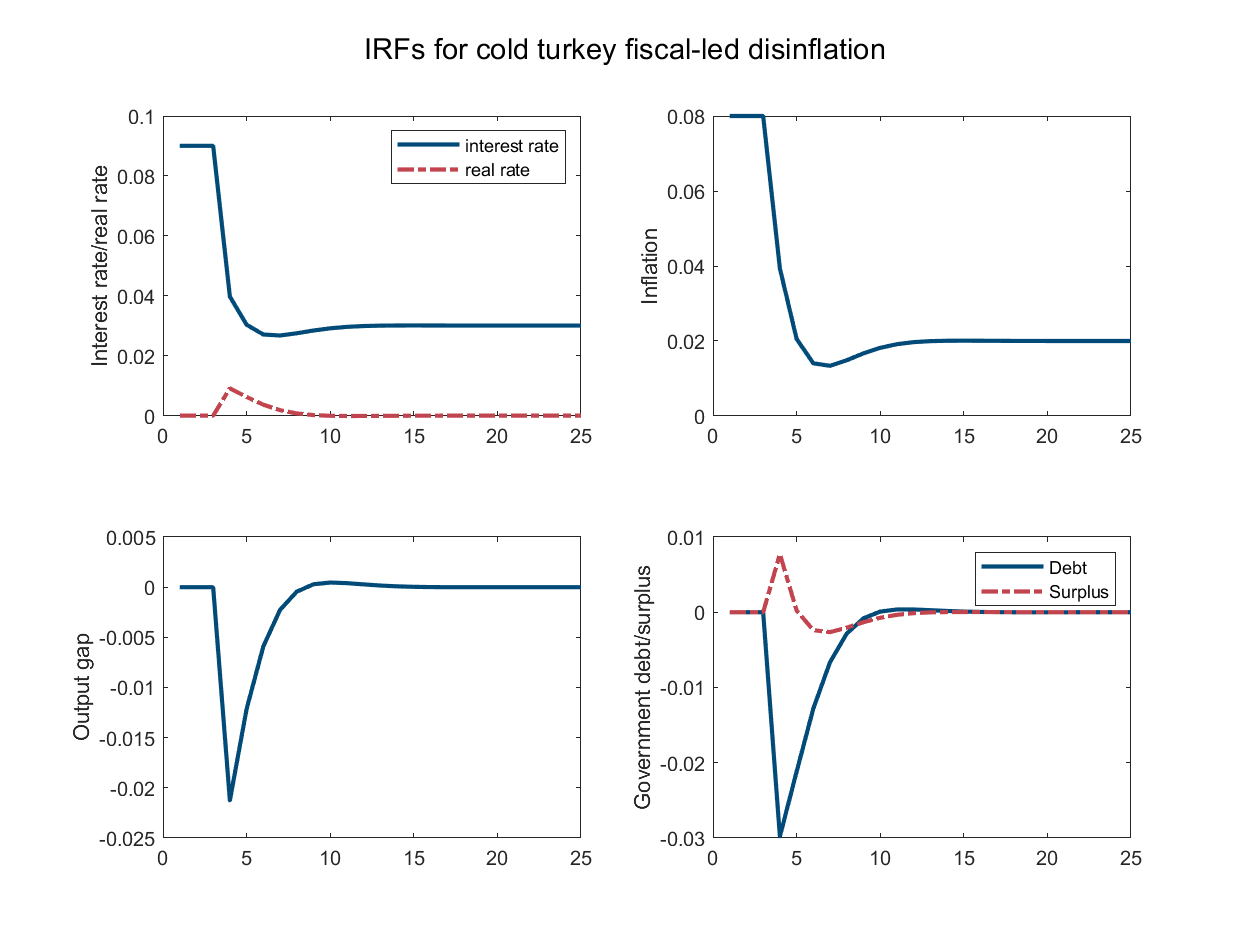 IRFs for cold turkey fiscal-led disinflation
0.1
0.08
0.06
0.04
0.02
0
Interest rate/real rate
interest rate
real rate
0 5 10 15 20 25
0.08
0.06
0.04
0.02
0
Inflation
0 5 10 15 20 25
0.005
0
-0.005
-0.01
-0.015
-0.02
-0.025
Output gap
0 5 10 15 20 25
0.01
0
-0.01
-0.02
-0.03
Government debt/surplus
Debt
Surplus
0 5 10 15 20 25